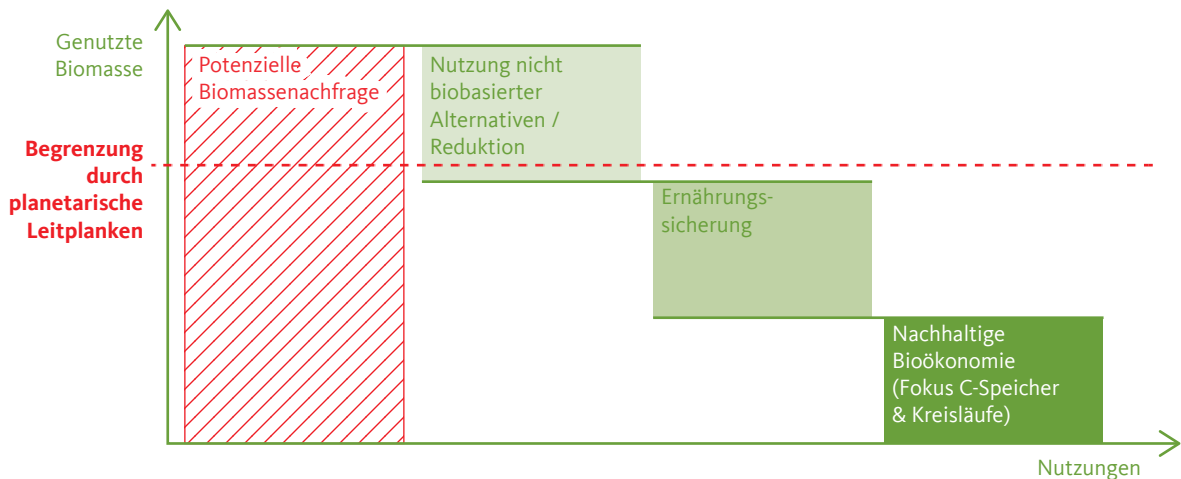 Genutzte
Biomasse
Begrenzung
durch
planetarische
Leitplanken
Potenzielle
Biomassenachfrage
Nutzung nicht
biobasierter
Alternativen /
Reduktion
Ernährungs-
sicherung
Nachhaltige
Bioökonomie
(Fokus C-Speicher
& Kreisläufe)
Nutzungen